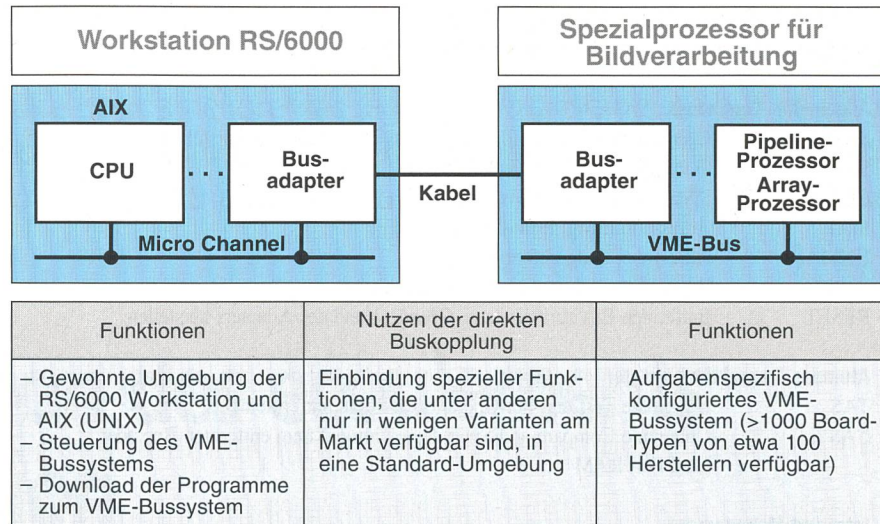 Workstation RS/6000
Spezialprozessor für
Bildverarbeitung
AIX
CPU
Bus-
adapter
Micro Channel
Kabel
Bus-
adapter
Pipeline-
Prozessor
Array-
Prozessor
VME-Bus
Funktionen
– Gewohnte Umgebung der
RS/6000 Workstation und
AIX (UNIX)
– Steuerung des VME-
Bussystems
– Download der Programme
zum VME-Bussystem
Nutzen der direkten
Buskopplung
Einbindung spezieller Funk-
tionen, die unter anderen
nur in wenigen Varianten am
Markt verfügbar sind, in
eine Standard-Umgebung
Funktionen
Aufgabenspezifisch
konfiguriertes VME-
Bussystem (>1000 Board-
Typen von etwa 100
Herstellern verfügbar)